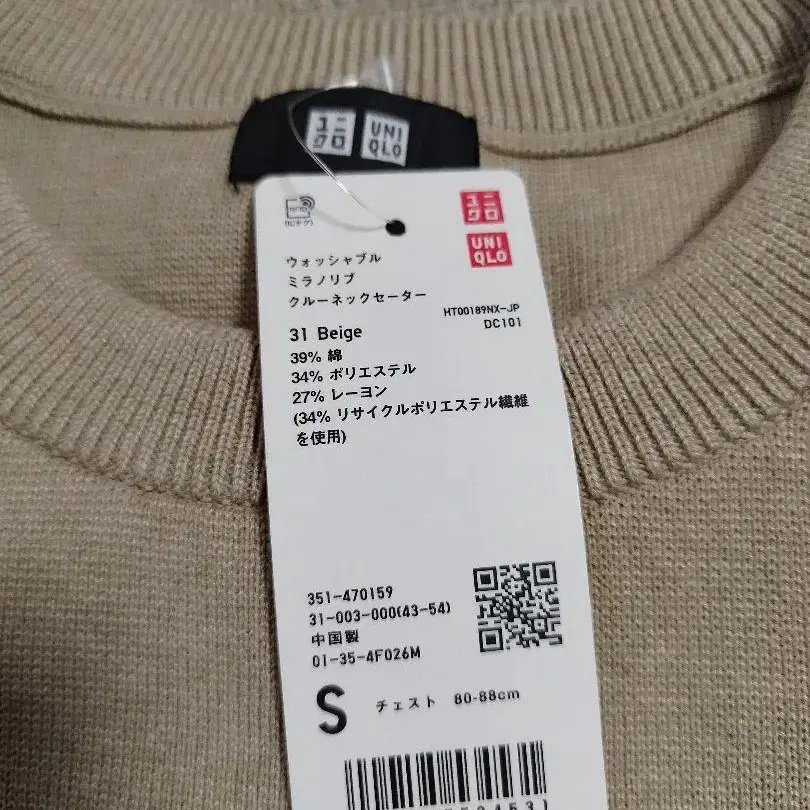 ユニ
クロ
UNI
QLO
ユニ
クロ
UNI
QLO
ウォッシャブル
ミラノリブ
クルーネックセーター
HT00189NX-JP
DC101
31 Beige
39% 綿
34% ポリエステル
27% レーヨン
(34% リサイクルポリエステル繊維
を使用)
351-470159
31-003-000(43-54)
中国製
01-35-4F026M
S チェスト 80-88cm